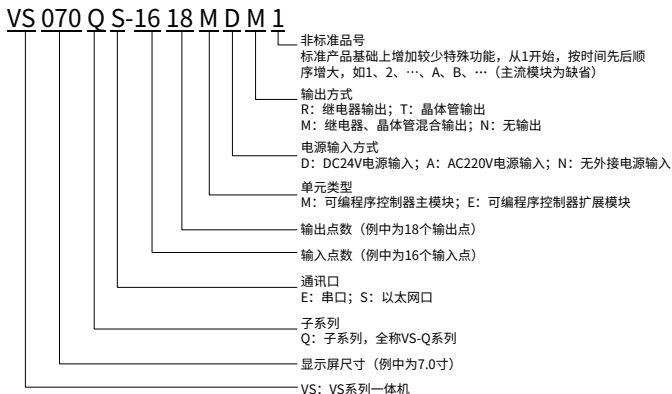 VS 070 Q S-16 18 M D M 1
非标准品号
标准产品基础上增加较少特殊功能，从1开始，按时间先后顺
序增大，如1、2、…、A、B、…（主流模块为缺省）
输出方式
R：继电器输出；T：晶体管输出
M：继电器、晶体管混合输出；N：无输出
电源输入方式
D：DC24V电源输入；A：AC220V电源输入；N：无外接电源输入
单元类型
M：可编程序控制器主模块；E：可编程序控制器扩展模块
输出点数（例中为18个输出点）
输入点数（例中为16个输入点）
通讯口
E：串口；S：以太网口
子系列
Q：子系列，全称VS-Q系列
显示屏尺寸（例中为7.0寸）
VS：VS系列一体机